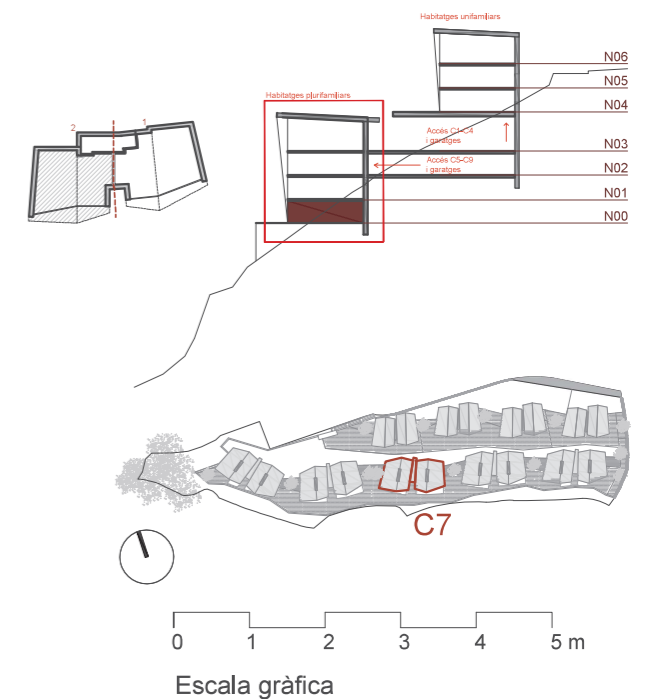 Habitatges unifamiliars
N06
N05
Habitatges plurifamiliars
N04
2
1
Accés C1-C4
i garatges
N03
Accés C5-C9
i garatges
N02
N01
N00
C7
0 1 2 3 4 5 m
Escala gràfica